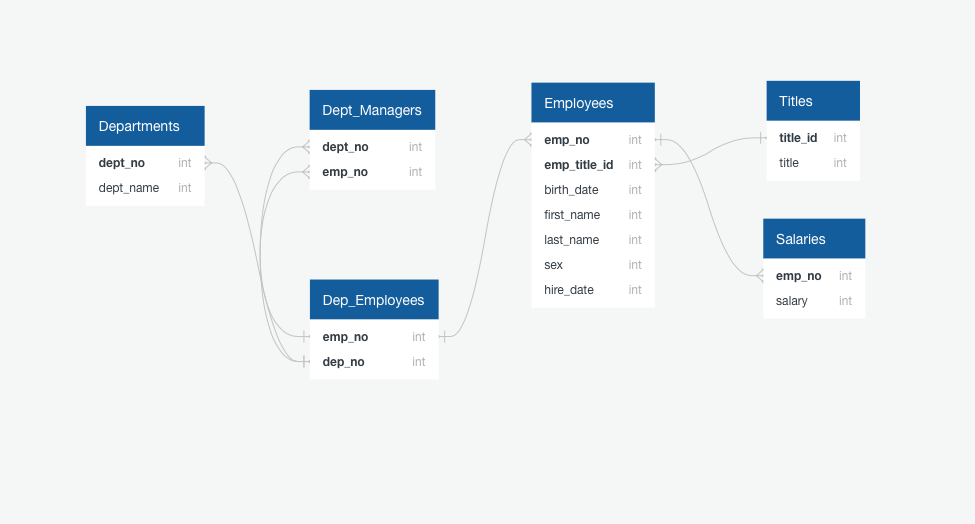 Departments
dept_no int
dept_name int
Dept_Managers
dept_no int
emp_no int
Dep_Employees
emp_no int
dep_no int
Employees
emp_no int
emp_title_id int
birth_date int
first_name int
last_name int
sex int
hire_date int
Titles
title_id int
title int
Salaries
emp_no int
salary int